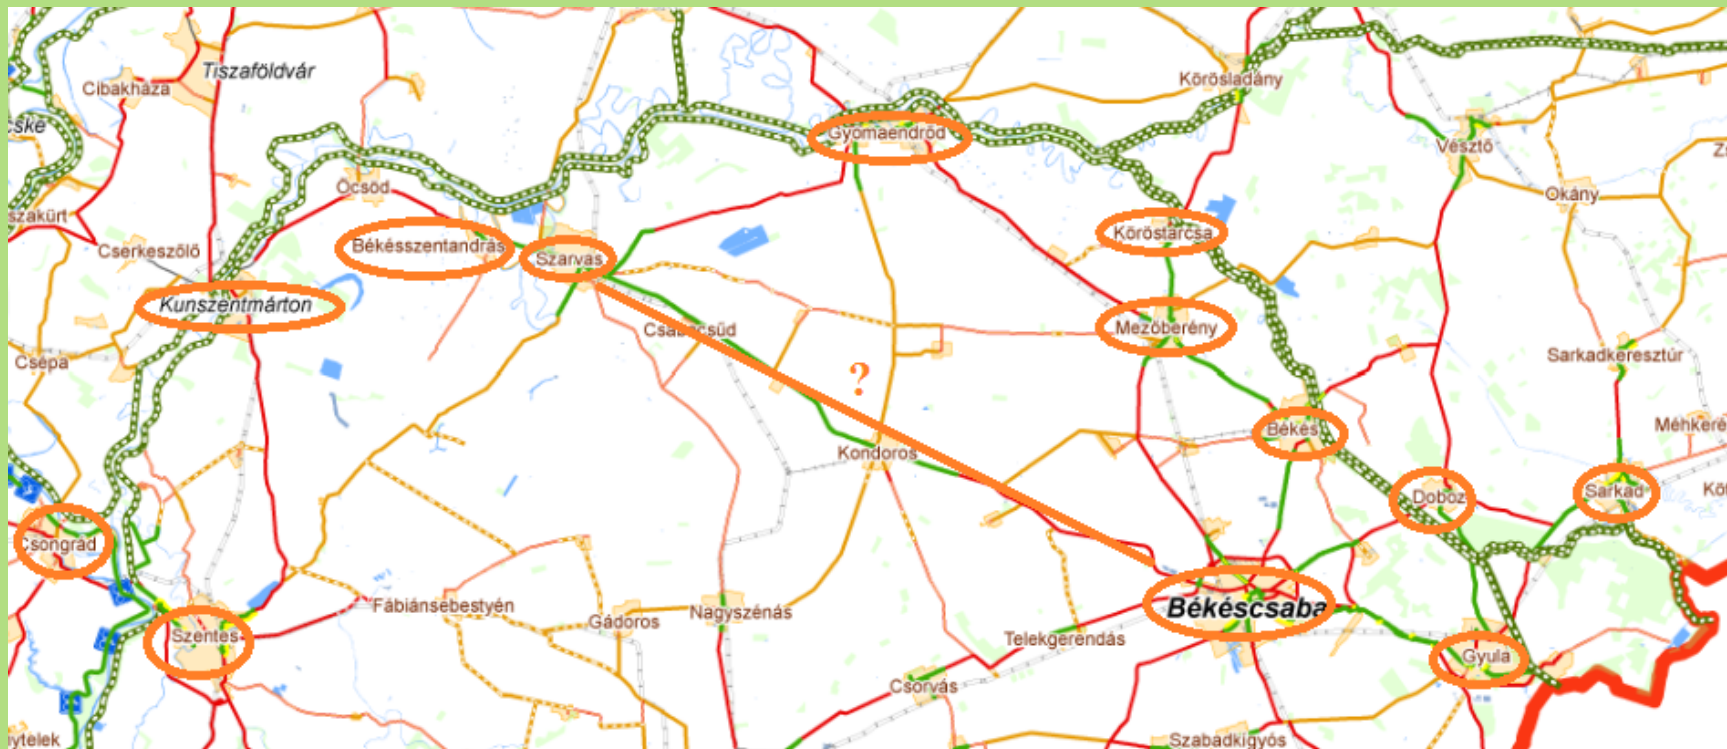 Tiszaföldvár
Cibakháza
Körösladány
Gyomaendrőd
Vésztő
Öcsöd
Okány
Köröstarcsa
Békésszentandrás
Cserkeszőlő
Szarvas
Kunszentmárton
Csabacsűd
Mezőberény
Csépa
Sarkadkeresztúr
?
Békés
Kondoros
Doboz
Sarkad
Csongrád
Fábiánsebestyén
Gádoros
Nagyszénás
Békéscsaba
Szentes
Telekgerendás
Gyula
Csorvás
Szabadkígyós